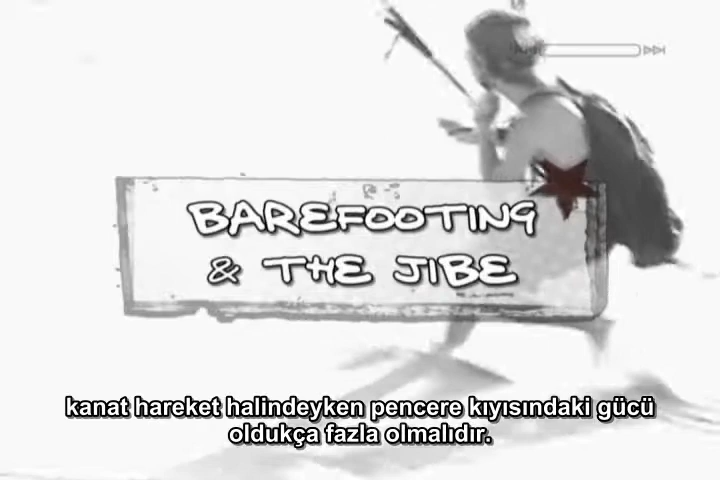 BAREFOOTING
& THE JIBE
kanat hareket halindeyken pencere kıyısındaki gücü
oldukça fazla olmalıdır.